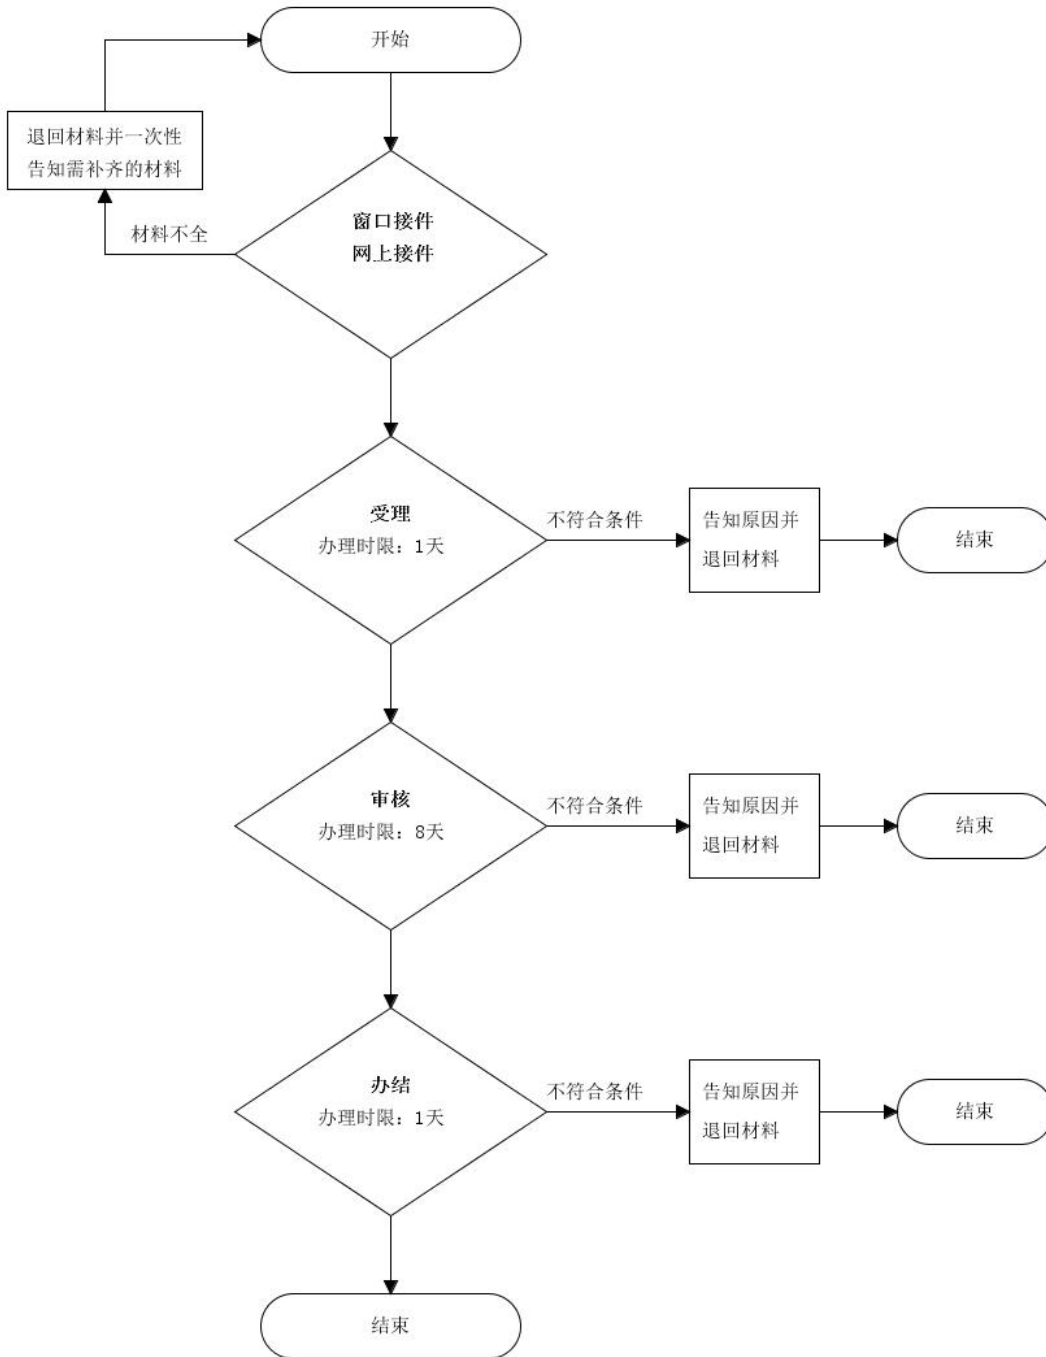 开始
退回材料并一次性
告知需补齐的材料
材料不全
窗口接件
网上接件
受理
办理时限：1天
不符合条件
告知原因并
退回材料
结束
审核
办理时限：8天
不符合条件
告知原因并
退回材料
结束
办结
办理时限：1天
不符合条件
告知原因并
退回材料
结束
结束